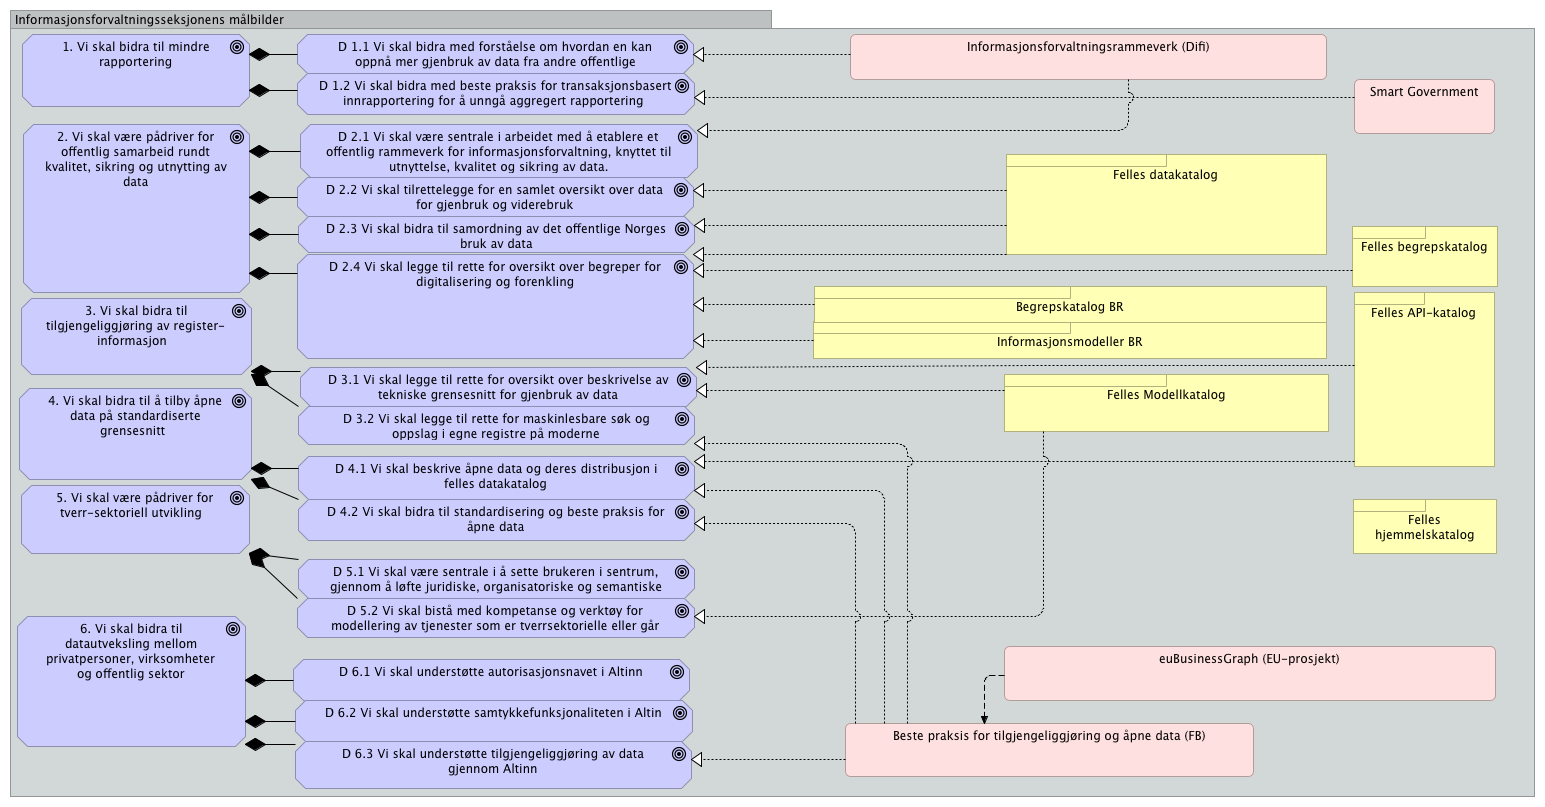 Informasjonsforvaltningsseksjonens målbilder
1. Vi skal bidra til mindre
rapportering
D 1.1 Vi skal bidra med forståelse om hvordan en kan
oppnå mer gjenbruk av data fra andre offentlige
D 1.2 Vi skal bidra med beste praksis for transaksjonsbasert
innrapportering for å unngå aggregert rapportering
Informasjonsforvaltningsrammeverk (Difi)
Smart Government
2. Vi skal være pådriver for
offentlig samarbeid rundt
kvalitet, sikring og utnytting av
data
D 2.1 Vi skal være sentrale i arbeidet med å etablere et
offentlig rammeverk for informasjonsforvaltning, knyttet til
utnyttelse, kvalitet og sikring av data.
D 2.2 Vi skal tilrettelegge for en samlet oversikt over data
for gjenbruk og viderebruk
D 2.3 Vi skal bidra til samordning av det offentlige Norges
bruk av data
D 2.4 Vi skal legge til rette for oversikt over begreper for
digitalisering og forenkling
Felles datakatalog
Felles begrepskatalog
Begrepskatalog BR
Informasjonsmodeller BR
Felles API-katalog
3. Vi skal bidra til
tilgjengeliggjøring av register-
informasjon
D 3.1 Vi skal legge til rette for oversikt over beskrivelse av
tekniske grensesnitt for gjenbruk av data
D 3.2 Vi skal legge til rette for maskinlesbare søk og
oppslag i egne registre på moderne
Felles Modellkatalog
4. Vi skal bidra til å tilby åpne
data på standardiserte
grensesnitt
D 4.1 Vi skal beskrive åpne data og deres distribusjon i
felles datakatalog
D 4.2 Vi skal bidra til standardisering og beste praksis for
åpne data
Felles
hjemmelskatalog
5. Vi skal være pådriver for
tverr-sektoriell utvikling
D 5.1 Vi skal være sentrale i å sette brukeren i sentrum,
gjennom å løfte juridiske, organisatoriske og semantiske
D 5.2 Vi skal bistå med kompetanse og verktøy for
modellering av tjenester som er tverrsektorielle eller går
6. Vi skal bidra til
datautveksling mellom
privatpersoner, virksomheter
og offentlig sektor
D 6.1 Vi skal understøtte autorisasjonsnavet i Altinn
D 6.2 Vi skal understøtte samtykkefunksjonaliteten i Altin
D 6.3 Vi skal understøtte tilgjengeliggjøring av data
gjennom Altinn
euBusinessGraph (EU-prosjekt)
Beste praksis for tilgjengeliggjøring og åpne data (FB)